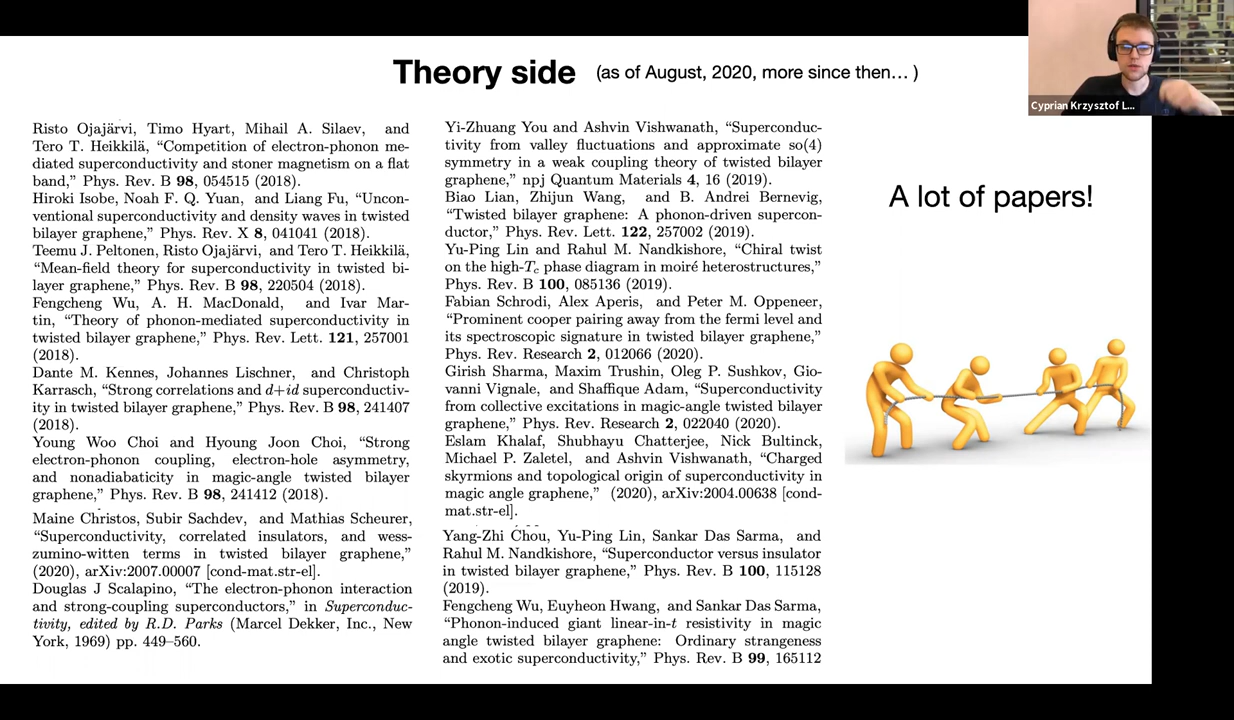 Theory side (as of August, 2020, more since then... )
Cyprian Krzysztof L...
Risto Ojajärvi, Timo Hyart, Mihail A. Silaev, and
Tero T. Heikkilä, “Competition of electron-phonon me-
diated superconductivity and stoner magnetism on a flat
band,” Phys. Rev. B 98, 054515 (2018).
Hiroki Isobe, Noah F. Q. Yuan, and Liang Fu, “Uncon-
ventional superconductivity and density waves in twisted
bilayer graphene,” Phys. Rev. X 8, 041041 (2018).
Teemu J. Peltonen, Risto Ojajärvi, and Tero T. Heikkilä,
“Mean-field theory for superconductivity in twisted bi-
layer graphene,” Phys. Rev. B 98, 220504 (2018).
Fengcheng Wu, A. H. MacDonald, and Ivar Mar-
tin, “Theory of phonon-mediated superconductivity in
twisted bilayer graphene,” Phys. Rev. Lett. 121, 257001
(2018).
Dante M. Kennes, Johannes Lischner, and Christoph
Karrasch, “Strong correlations and d+id superconductiv-
ity in twisted bilayer graphene,” Phys. Rev. B 98, 241407
(2018).
Young Woo Choi and Hyoung Joon Choi, “Strong
electron-phonon coupling, electron-hole asymmetry,
and nonadiabaticity in magic-angle twisted bilayer
graphene,” Phys. Rev. B 98, 241412 (2018).
Maine Christos, Subir Sachdev, and Mathias Scheurer,
“Superconductivity, correlated insulators, and wess-
zumino-witten terms in twisted bilayer graphene,”
(2020), arXiv:2007.00007 [cond-mat.str-el].
Douglas J Scalapino, “The electron-phonon interaction
and strong-coupling superconductors,” in Superconduc-
tivity, edited by R.D. Parks (Marcel Dekker, Inc., New
York, 1969) pp. 449–560.
Yi-Zhuang You and Ashvin Vishwanath, “Superconduc-
tivity from valley fluctuations and approximate so(4)
symmetry in a weak coupling theory of twisted bilayer
graphene,” npj Quantum Materials 4, 16 (2019).
Biao Lian, Zhijun Wang, and B. Andrei Bernevig,
“Twisted bilayer graphene: A phonon-driven supercon-
ductor,” Phys. Rev. Lett. 122, 257002 (2019).
Yu-Ping Lin and Rahul M. Nandkishore, “Chiral twist
on the high-Tc phase diagram in moiré heterostructures,”
Phys. Rev. B 100, 085136 (2019).
Fabian Schrodi, Alex Aperis, and Peter M. Oppeneer,
“Prominent cooper pairing away from the fermi level and
its spectroscopic signature in twisted bilayer graphene,”
Phys. Rev. Research 2, 012066 (2020).
Girish Sharma, Maxim Trushin, Oleg P. Sushkov, Gio-
vanni Vignale, and Shaffique Adam, “Superconductivity
from collective excitations in magic-angle twisted bilayer
graphene,” Phys. Rev. Research 2, 022040 (2020).
Eslam Khalaf, Shubhayu Chatterjee, Nick Bultinck,
Michael P. Zaletel, and Ashvin Vishwanath, “Charged
skyrmions and topological origin of superconductivity in
magic angle graphene,” (2020), arXiv:2004.00638 [cond-
mat.str-el].
Yang-Zhi Chou, Yu-Ping Lin, Sankar Das Sarma, and
Rahul M. Nandkishore, “Superconductor versus insulator
in twisted bilayer graphene,” Phys. Rev. B 100, 115128
(2019).
Fengcheng Wu, Euyheon Hwang, and Sankar Das Sarma,
“Phonon-induced giant linear-in-t resistivity in magic
angle twisted bilayer graphene: Ordinary strangeness
and exotic superconductivity,” Phys. Rev. B 99, 165112
A lot of papers!